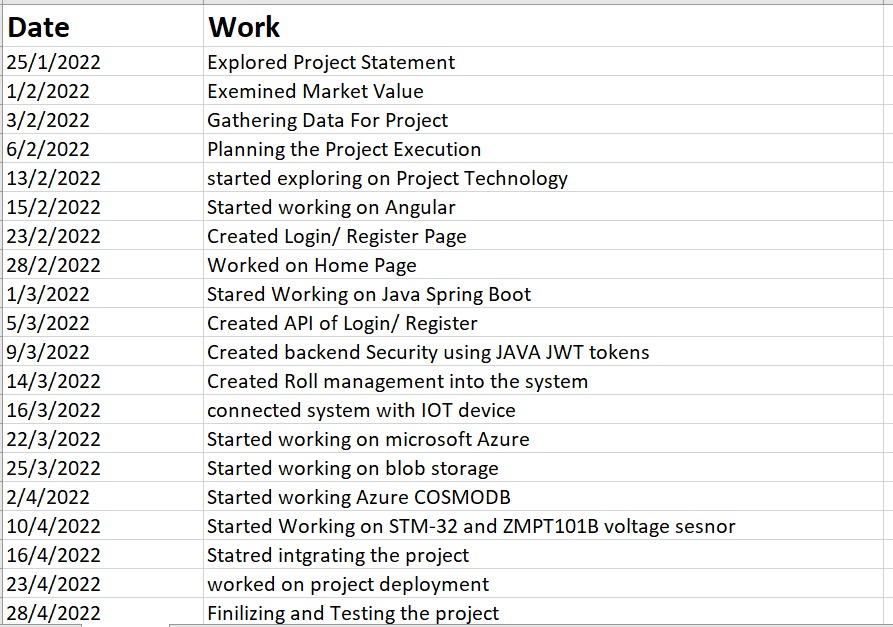 Date Work
25/1/2022 Explored Project Statement
1/2/2022 Exemined Market Value
3/2/2022 Gathering Data For Project
6/2/2022 Planning the Project Execution
13/2/2022 started exploring on Project Technology
15/2/2022 Started working on Angular
23/2/2022 Created Login/ Register Page
28/2/2022 Worked on Home Page
1/3/2022 Stared Working on Java Spring Boot
5/3/2022 Created API of Login/ Register
9/3/2022 Created backend Security using JAVA JWT tokens
14/3/2022 Created Roll management into the system
16/3/2022 connected system with IOT device
22/3/2022 Started working on microsoft Azure
25/3/2022 Started working on blob storage
2/4/2022 Started working Azure COSMODB
10/4/2022 Started Working on STM-32 and ZMPT101B voltage sesnor
16/4/2022 Statred intgrating the project
23/4/2022 worked on project deployment
28/4/2022 Finilizing and Testing the project